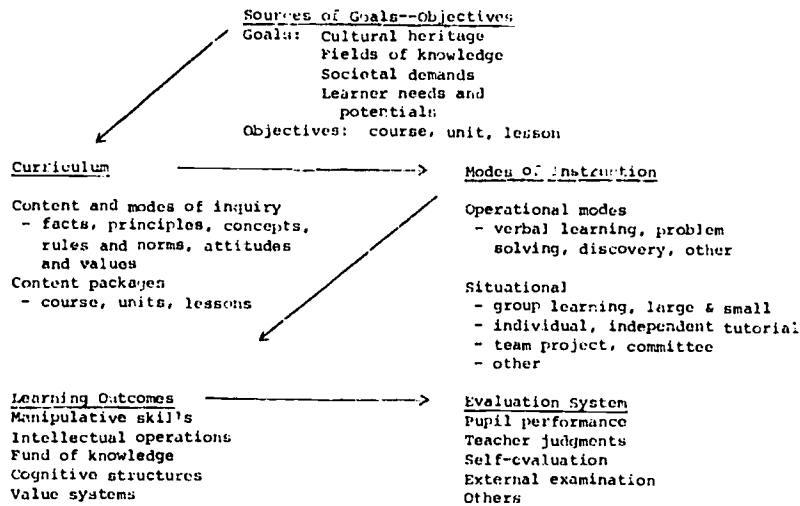 Sources of Goals--Objectives
Goals: Cultural heritage
Fields of knowledge
Societal demands
Learner needs and
potentials
Objectives: course, unit, lesson
Curriculum
Content and modes of inquiry
- facts, principles, concepts,
rules and norms, attitudes
and values
Content packages
- course, units, lessons
Modes of Instruction
Operational modes
- verbal learning, problem
solving, discovery, other
Situational
- group learning, large & small
- individual, independent tutorial
- team project, committee
- other
Learning Outcomes
Manipulative skills
Intellectual operations
Fund of knowledge
Cognitive structures
Value systems
Evaluation System
Pupil performance
Teacher judgments
Self-evaluation
External examination
Others